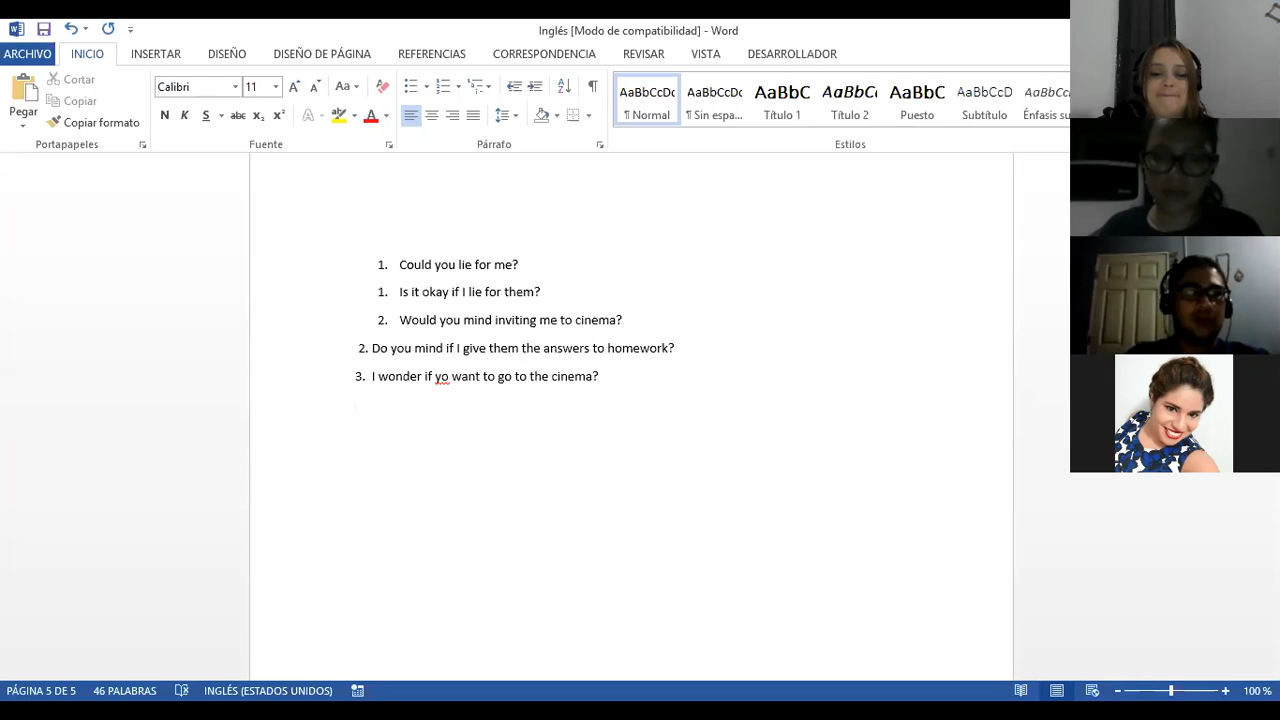 Inglés [Modo de compatibilidad] - Word
ARCHIVO INICIO INSERTAR DISEÑO DISEÑO DE PÁGINA REFERENCIAS CORRESPONDENCIA REVISAR VISTA DESARROLLADOR
Pegar
Cortar
Copiar
Copiar formato
Portapapeles
Calibri 11
N K S abc x₂ x² A A
Fuente
Párrafo
AaBbCcDc AaBbCcDc AaBbC AaBbC AaBbC AaBbCcD AaBbCcD
¶ Normal ¶ Sin espa... Título 1 Título 2 Puesto Subtítulo Énfasis su
Estilos
1. Could you lie for me?
1. Is it okay if I lie for them?
2. Would you mind inviting me to cinema?
2. Do you mind if I give them the answers to homework?
3. I wonder if yo want to go to the cinema?
PÁGINA 5 DE 5 46 PALABRAS INGLÉS (ESTADOS UNIDOS) 100 %